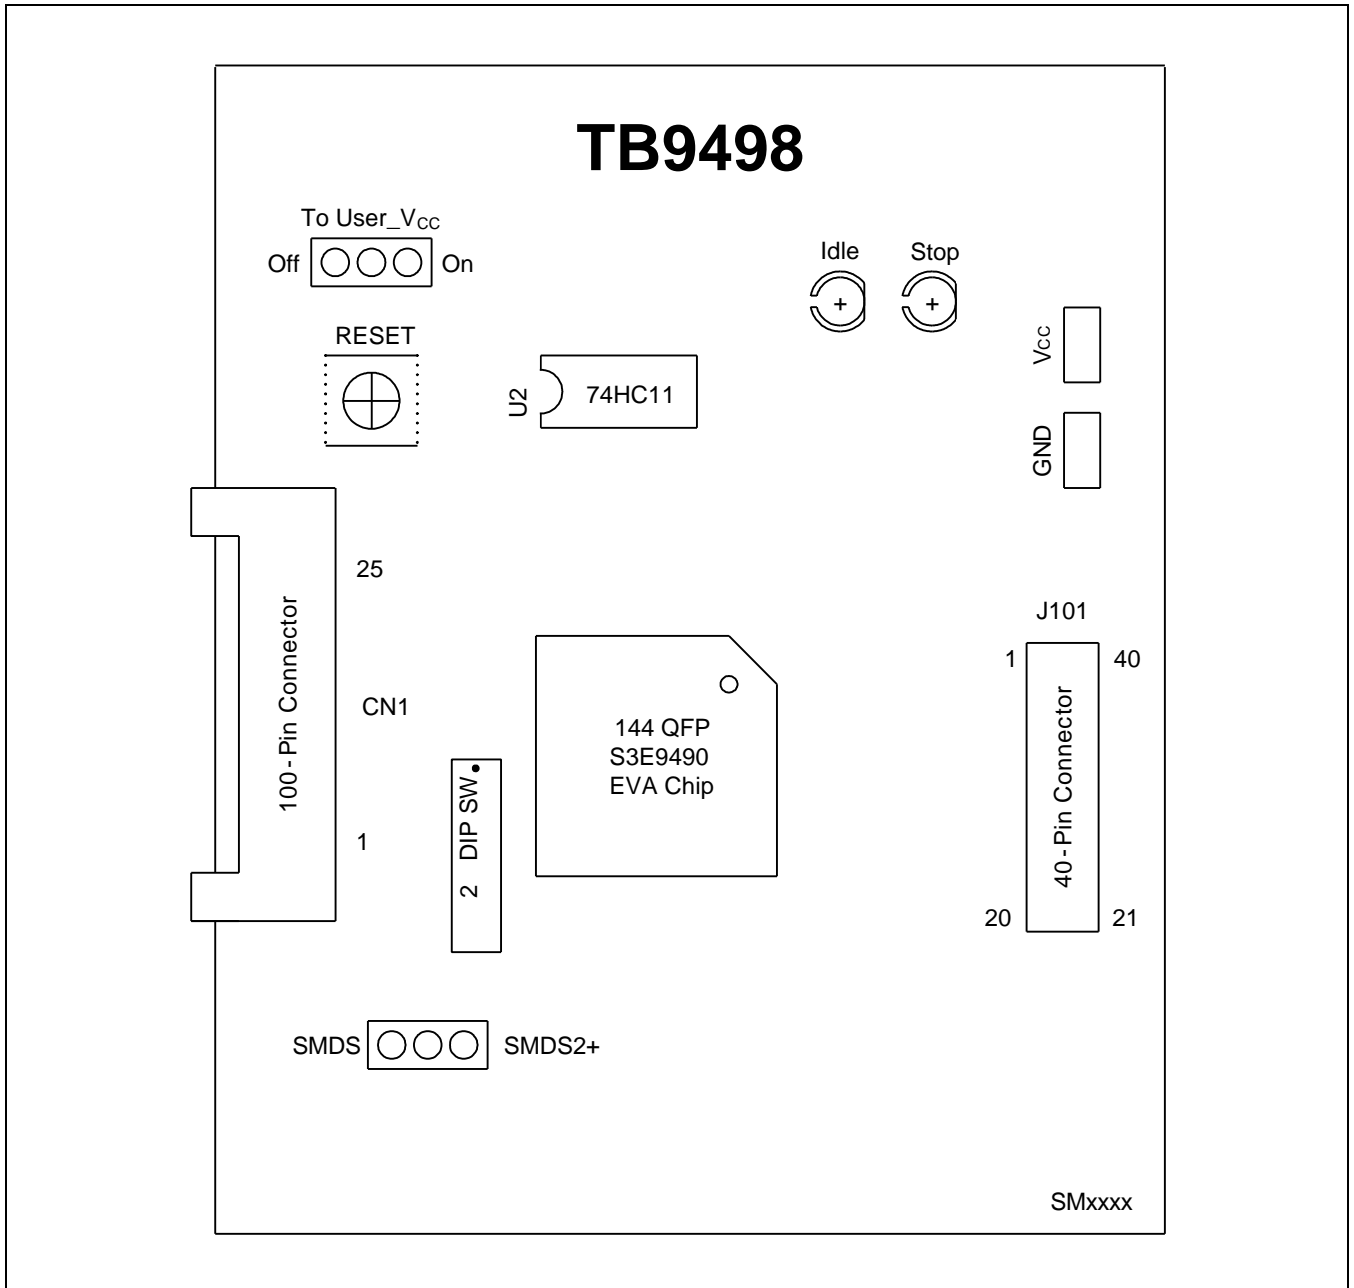 TB9498
To User_VCC
Off
On
Idle
Stop
RESET
VCC
U2
74HC11
GND
25
100-Pin Connector
J101
1
40
CN1
144 QFP
S3E9490
EVA Chip
40-Pin Connector
2 DIP SW
1
20
21
SMDS
SMDS2+
SMxxxx